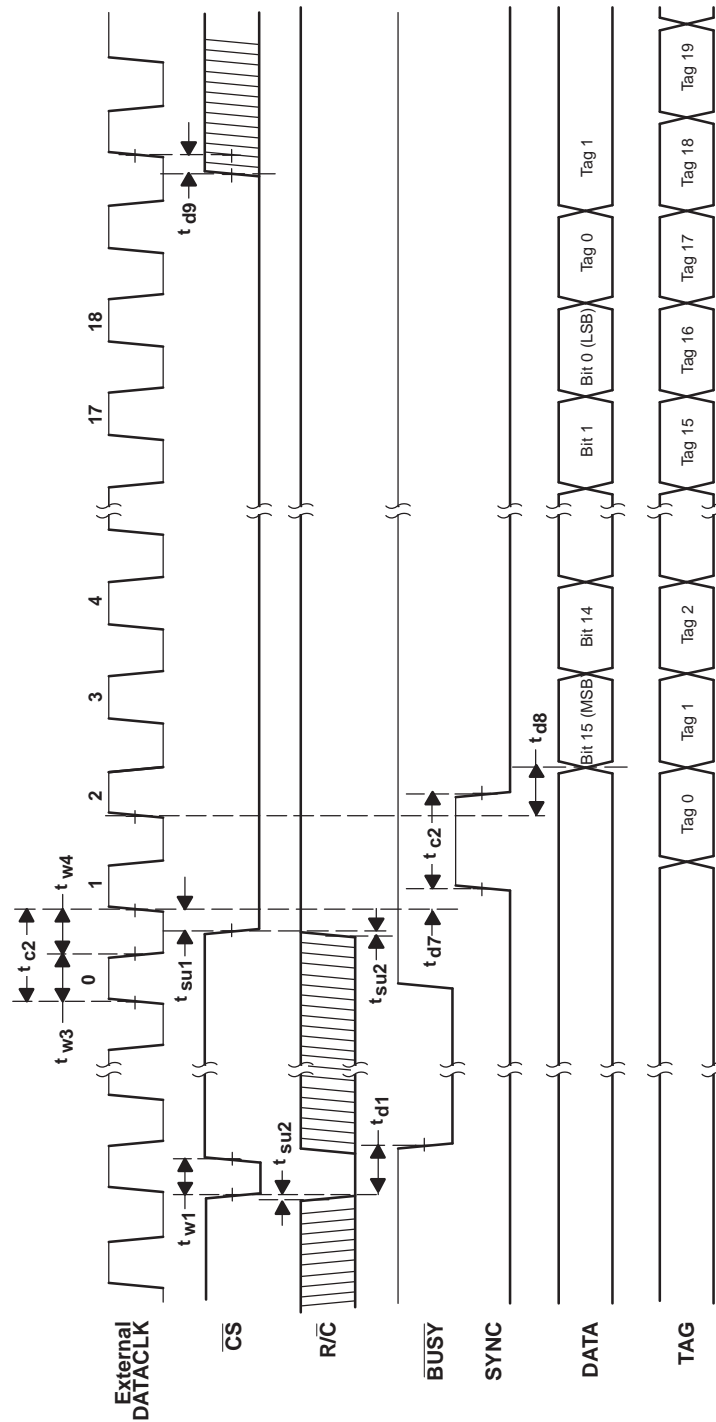 External
DATACLK
t w1
t w3
t c2
t w4
0
1
2
3
4
17
18
CS
t su1
t d9
R/C
t su2
t su2
BUSY
t d1
t d7
t c2
SYNC
t d8
DATA
Bit 15 (MSB)
Bit 14
Bit 1
Bit 0 (LSB)
Tag 0
Tag 1
TAG
Tag 0
Tag 1
Tag 2
Tag 15
Tag 16
Tag 17
Tag 18
Tag 19